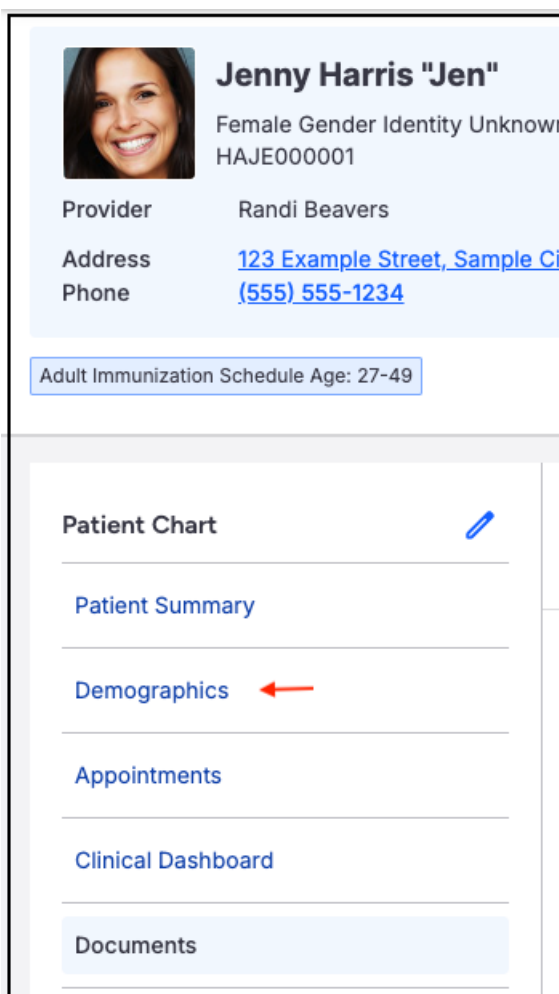 Jenny Harris "Jen"
Female Gender Identity Unknown
HAJE000001
Provider Randi Beavers
Address 123 Example Street, Sample Ci
Phone (555) 555-1234
Adult Immunization Schedule Age: 27-49
Patient Chart
Patient Summary
Demographics
Appointments
Clinical Dashboard
Documents